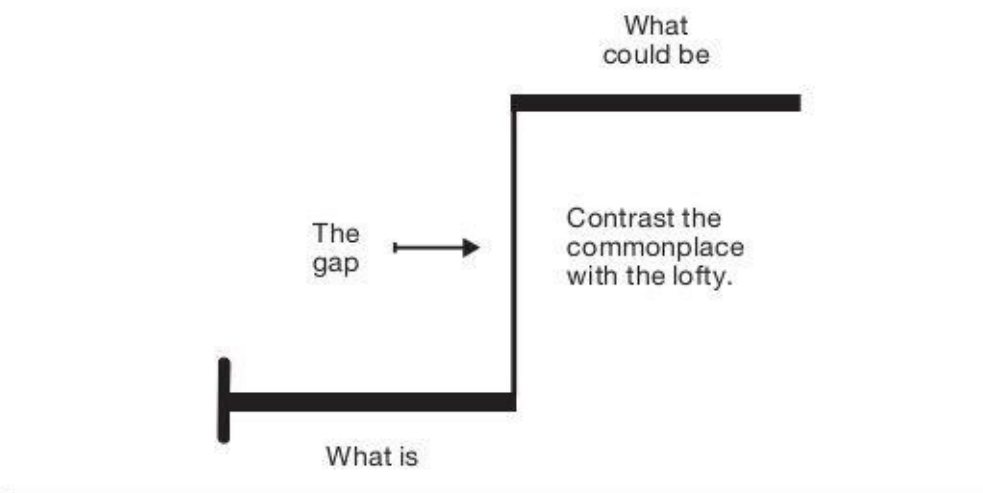 What
could be
The
gap
Contrast the
commonplace
with the lofty.
What is